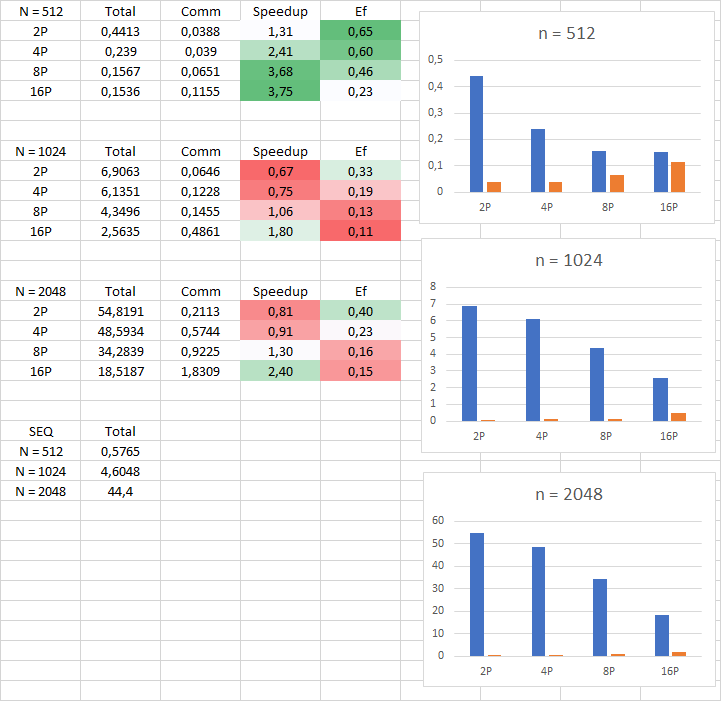 N = 512 Total Comm Speedup Ef
2P 0,4413 0,0388 1,31 0,65
4P 0,239 0,039 2,41 0,60
8P 0,1567 0,0651 3,68 0,46
16P 0,1536 0,1155 3,75 0,23
N = 1024 Total Comm Speedup Ef
2P 6,9063 0,0646 0,67 0,33
4P 6,1351 0,1228 0,75 0,19
8P 4,3496 0,1455 1,06 0,13
16P 2,5635 0,4861 1,80 0,11
N = 2048 Total Comm Speedup Ef
2P 54,8191 0,2113 0,81 0,40
4P 48,5934 0,5744 0,91 0,23
8P 34,2839 0,9225 1,30 0,16
16P 18,5187 1,8309 2,40 0,15
SEQ Total
N = 512 0,5765
N = 1024 4,6048
N = 2048 44,4
n = 512
0,5
0,4
0,3
0,2
0,1
0
2P 4P 8P 16P
n = 1024
8
7
6
5
4
3
2
1
0
2P 4P 8P 16P
n = 2048
60
50
40
30
20
10
0
2P 4P 8P 16P